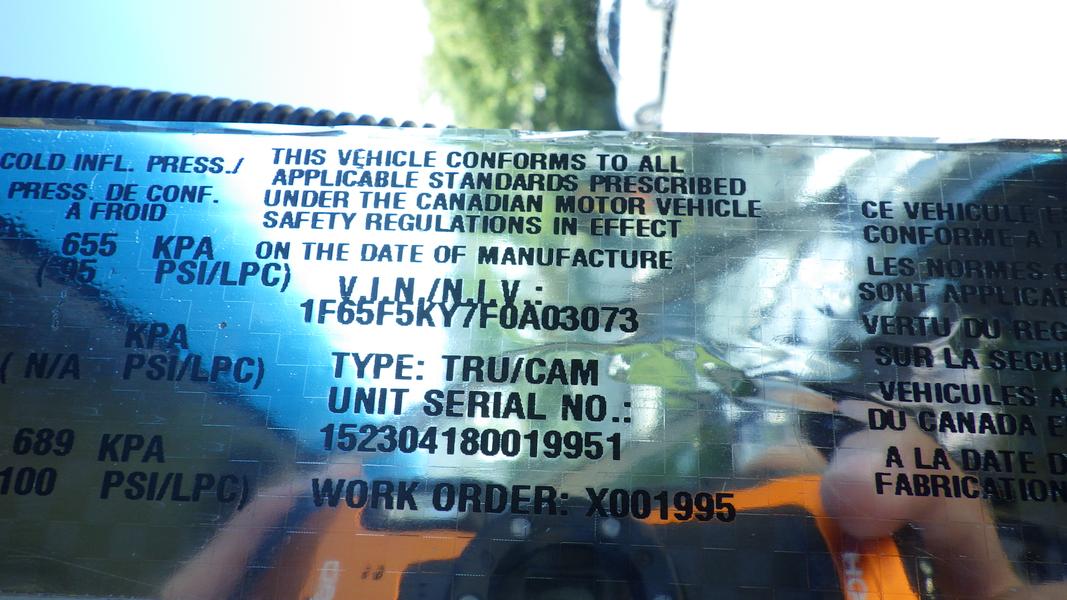 COLD INFL. PRESS./
PRESS. DE CONF.
A FROID
655 KPA
( 95 PSI/LPC)
KPA
( N/A PSI/LPC)
689 KPA
100 PSI/LPC)
THIS VEHICLE CONFORMS TO ALL
APPLICABLE STANDARDS PRESCRIBED
UNDER THE CANADIAN MOTOR VEHICLE
SAFETY REGULATIONS IN EFFECT
ON THE DATE OF MANUFACTURE
V.I.N./N.I.V.:
1F65F5KY7F0A03073
TYPE: TRU/CAM
UNIT SERIAL NO.:
152304180019951
WORK ORDER: X001995
CE VEHICULE E
CONFORME A T
LES NORMES
SONT APPLICA
VERTU DU REG
SUR LA SECU
VEHICULES A
DU CANADA E
A LA DATE D
FABRICATION